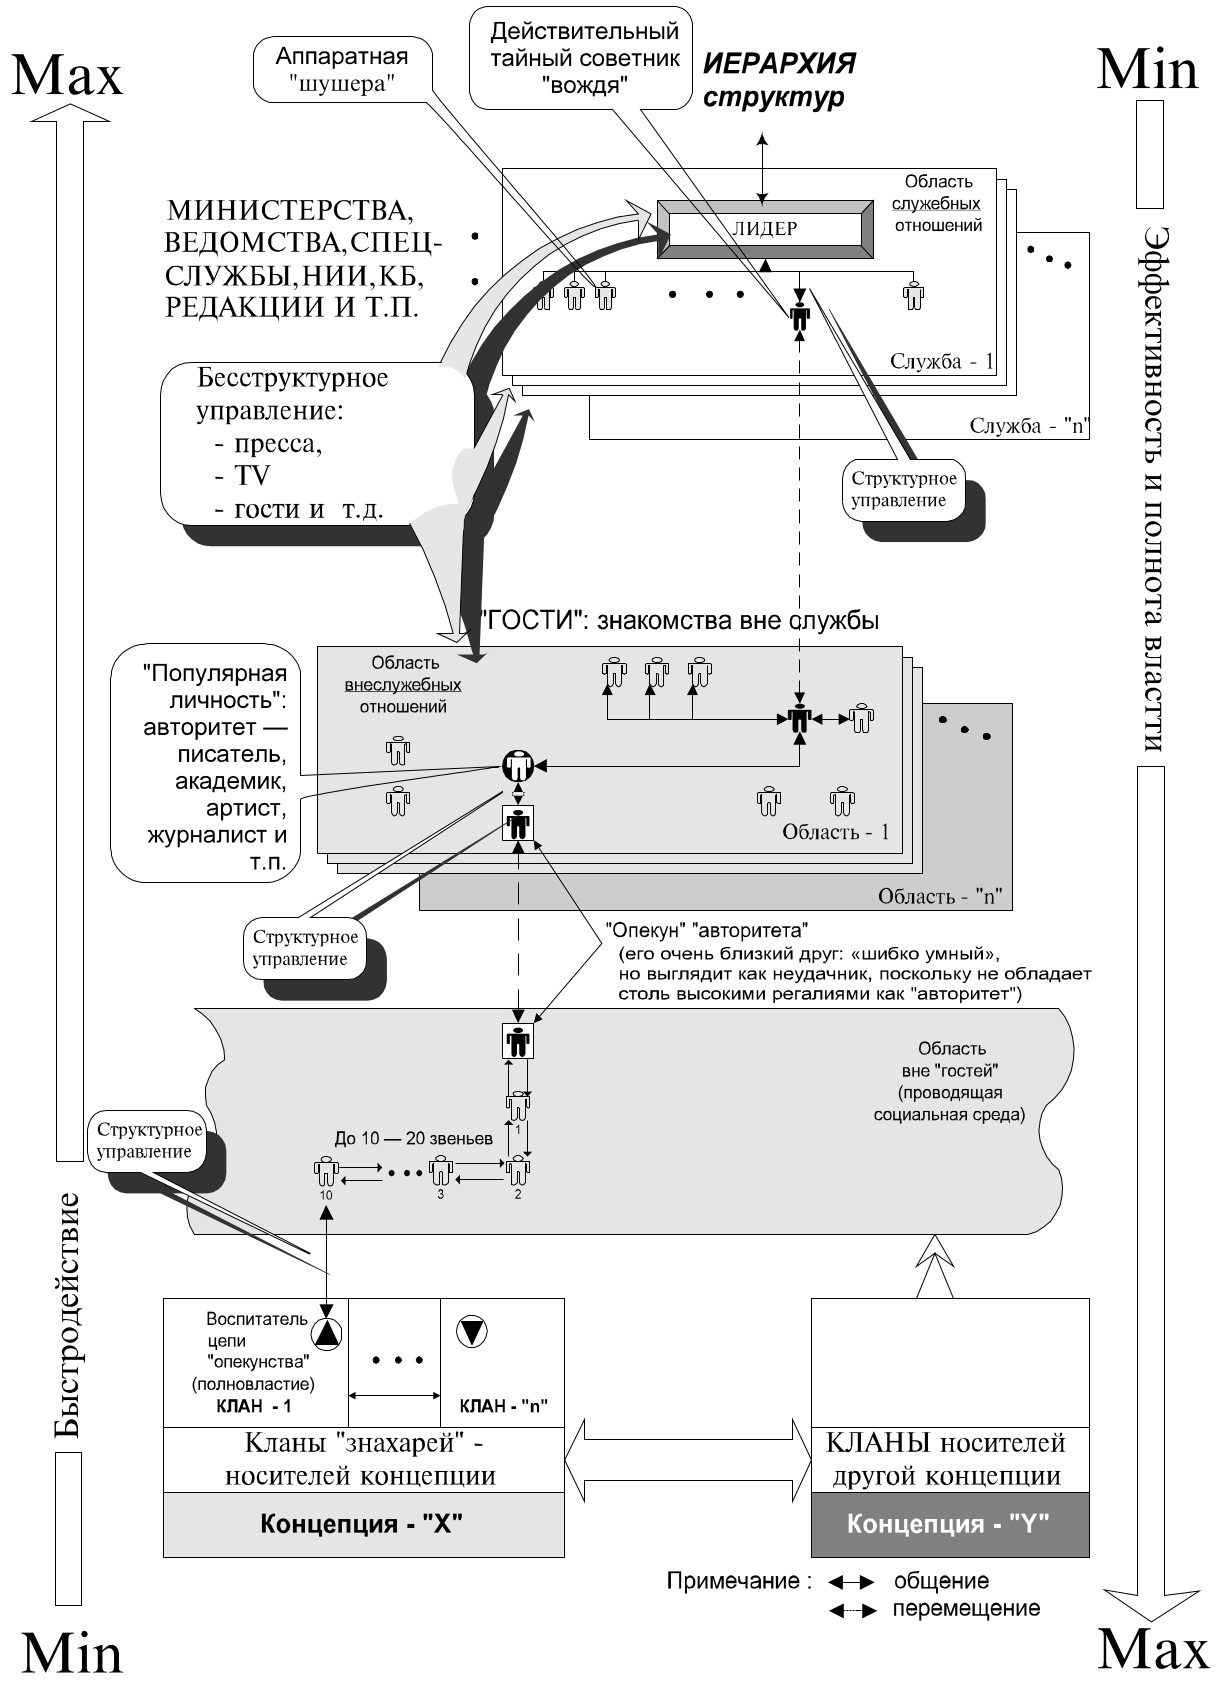 Max
Аппаратная
"шушера"
Действительный
тайный советник
"вождя"
ИЕРАРХИЯ
структур
Min
Область
служебных
отношений
ЛИДЕР
МИНИСТЕРСТВА,
ВЕДОМСТВА,СПЕЦ-
СЛУЖБЫ,НИИ,КБ,
РЕДАКЦИИ И Т.П.
Служба - 1
Служба - "n"
Бесструктурное
управление:
- пресса,
- TV
- гости и т.д.
Структурное
управление
Эффективность и полнота властти
"ГОСТИ": знакомства вне службы
Область
внеслужебных
отношений
"Популярная
личность":
авторитет —
писатель,
академик,
артист,
журналист и
т.п.
Область - 1
Область - "n"
Структурное
управление
"Опекун" "авторитета"
(его очень близкий друг: «шибко умный»,
но выглядит как неудачник, поскольку не обладает
столь высокими регалиями как "авторитет")
Область
вне "гостей"
(проводящая
социальная среда)
Структурное
управление
До 10 — 20 звеньев
1
10
3
2
Быстродействие
Воспитатель
цепи
"опекунства"
(полновластие)
КЛАН - 1
КЛАН - "n"
Кланы "знахарей" -
носителей концепции
Концепция - "X"
КЛАНЫ носителей
другой концепции
Концепция - "Y"
Примечание :
общение
перемещение
Min
Max